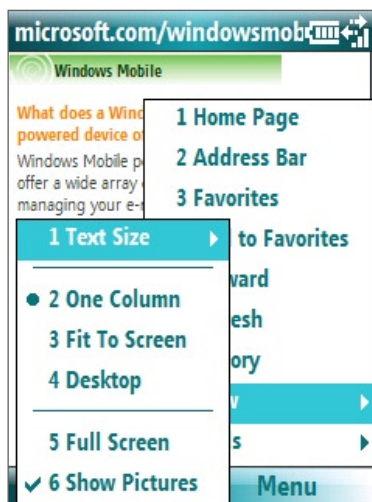 microsoft.com/windowsmob
Windows Mobile
What does a Wind
powered device of
Windows Mobile p
offer a wide array
managing your e-
1 Home Page
2 Address Bar
3 Favorites
to Favorites
ward
esh
ory
s
Menu
1 Text Size
2 One Column
3 Fit To Screen
4 Desktop
5 Full Screen
6 Show Pictures